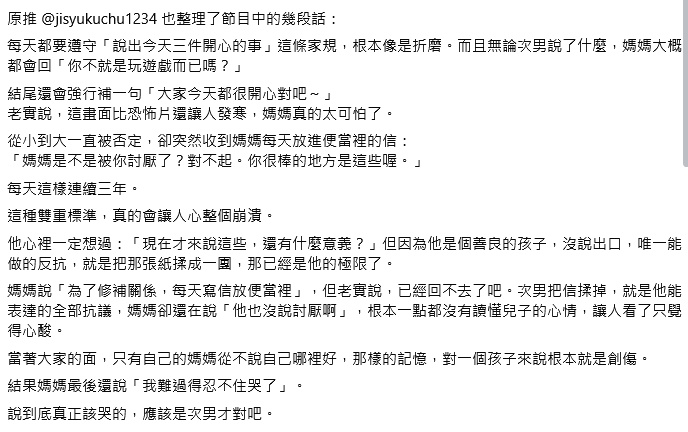 原推 @jisyukuchu1234 也整理了節目中的幾段話：
每天都要遵守「說出今天三件開心的事」這條家規，根本像是折磨。而且無論次男說了什麼，媽媽大概
都會回「你不就是玩遊戲而已嗎？」
結尾還會強行補一句「大家今天都很開心對吧～」
老實說，這畫面比恐怖片還讓人發寒，媽媽真的太可怕了。
從小到大一直被否定，卻突然收到媽媽每天放進便當裡的信：
「媽媽是不是被你討厭了？對不起。你很棒的地方是這些喔。」
每天這樣連續三年。
這種雙重標準，真的會讓人心整個崩潰。
他心裡一定想過：「現在才來說這些，還有什麼意義？」但因為他是個善良的孩子，沒說出口，唯一能
做的反抗，就是把那張紙揉成一團，那已經是他的極限了。
媽媽說「為了修補關係，每天寫信放便當裡」，但老實說，已經回不去了吧。次男把信揉掉，就是他能
表達的全部抗議，媽媽卻還在說「他也沒說討厭啊」，根本一點都沒有讀懂兒子的心情，讓人看了只覺
得心酸。
當著大家的面，只有自己的媽媽從不說自己哪裡好，那樣的記憶，對一個孩子來說根本就是創傷。
結果媽媽最後還說「我難過得忍不住哭了」。
說到底真正該哭的，應該是次男才對吧。